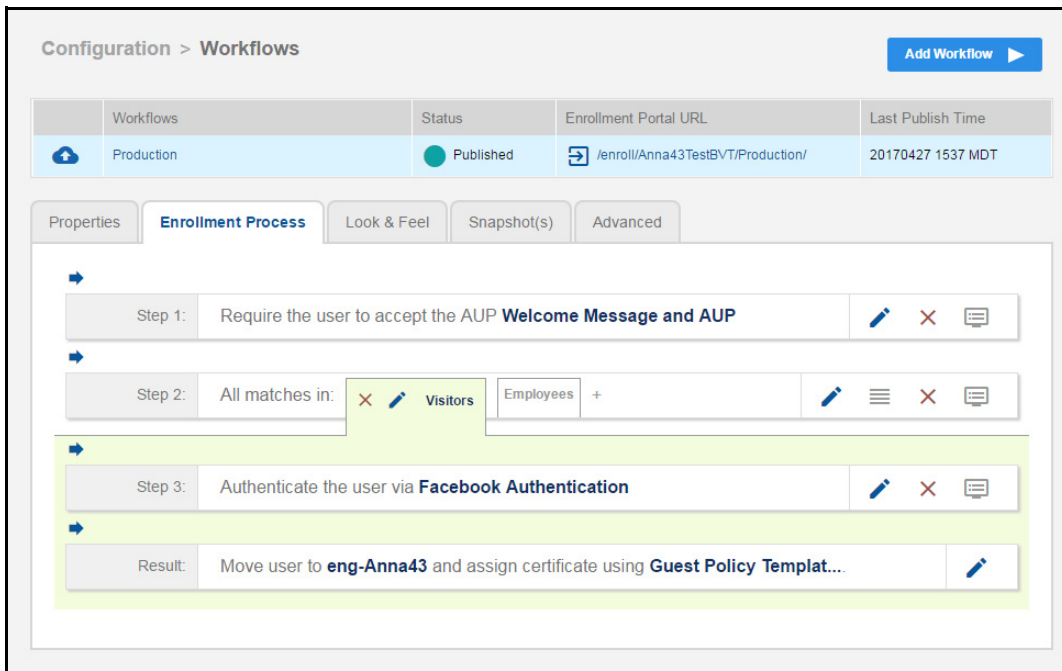 Configuration > Workflows
Add Workflow
Workflows Status Enrollment Portal URL Last Publish Time
Production Published /enroll/Anna43TestBVT/Production/ 20170427 1537 MDT
Properties Enrollment Process Look & Feel Snapshot(s) Advanced
Step 1: Require the user to accept the AUP Welcome Message and AUP
Step 2: All matches in: Visitors Employees +
Step 3: Authenticate the user via Facebook Authentication
Result: Move user to eng-Anna43 and assign certificate using Guest Policy Templat....